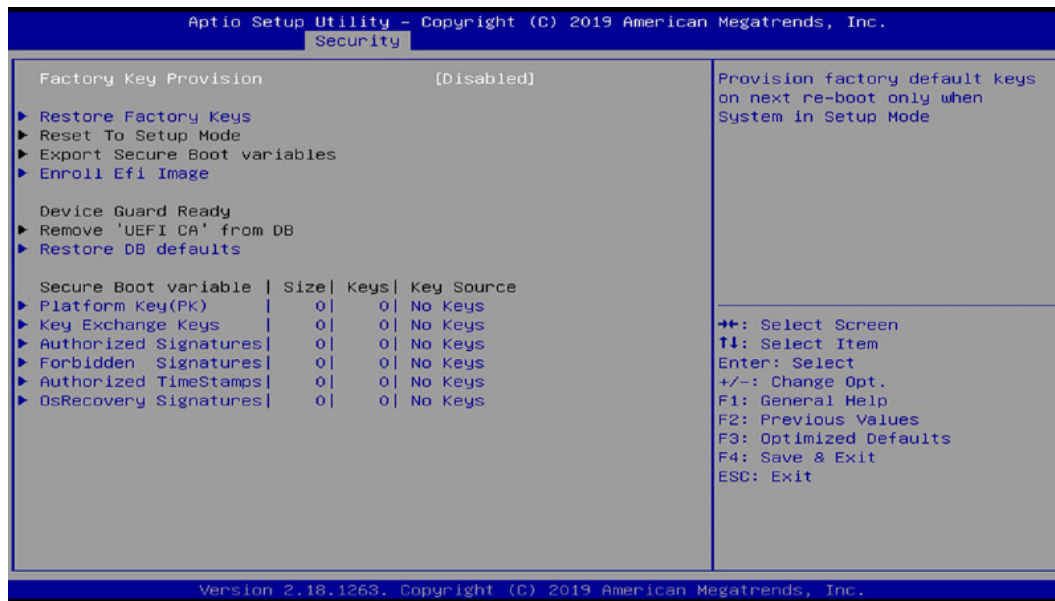 Aptio Setup Utility – Copyright (C) 2019 American Megatrends, Inc.
Security
Factory Key Provision [Disabled]
▶ Restore Factory Keys
▶ Reset To Setup Mode
▶ Export Secure Boot variables
▶ Enroll Efi Image
Device Guard Ready
▶ Remove 'UEFI CA' from DB
▶ Restore DB defaults
Secure Boot variable | Size| Keys| Key Source
▶ Platform Key(PK) | 0| 0| No Keys
▶ Key Exchange Keys | 0| 0| No Keys
▶ Authorized Signatures| 0| 0| No Keys
▶ Forbidden Signatures| 0| 0| No Keys
▶ Authorized TimeStamps| 0| 0| No Keys
▶ OsRecovery Signatures| 0| 0| No Keys
Provision factory default keys
on next re-boot only when
System in Setup Mode
→←: Select Screen
↑↓: Select Item
Enter: Select
+/-: Change Opt.
F1: General Help
F2: Previous Values
F3: Optimized Defaults
F4: Save & Exit
ESC: Exit
Version 2.18.1263. Copyright (C) 2019 American Megatrends, Inc.